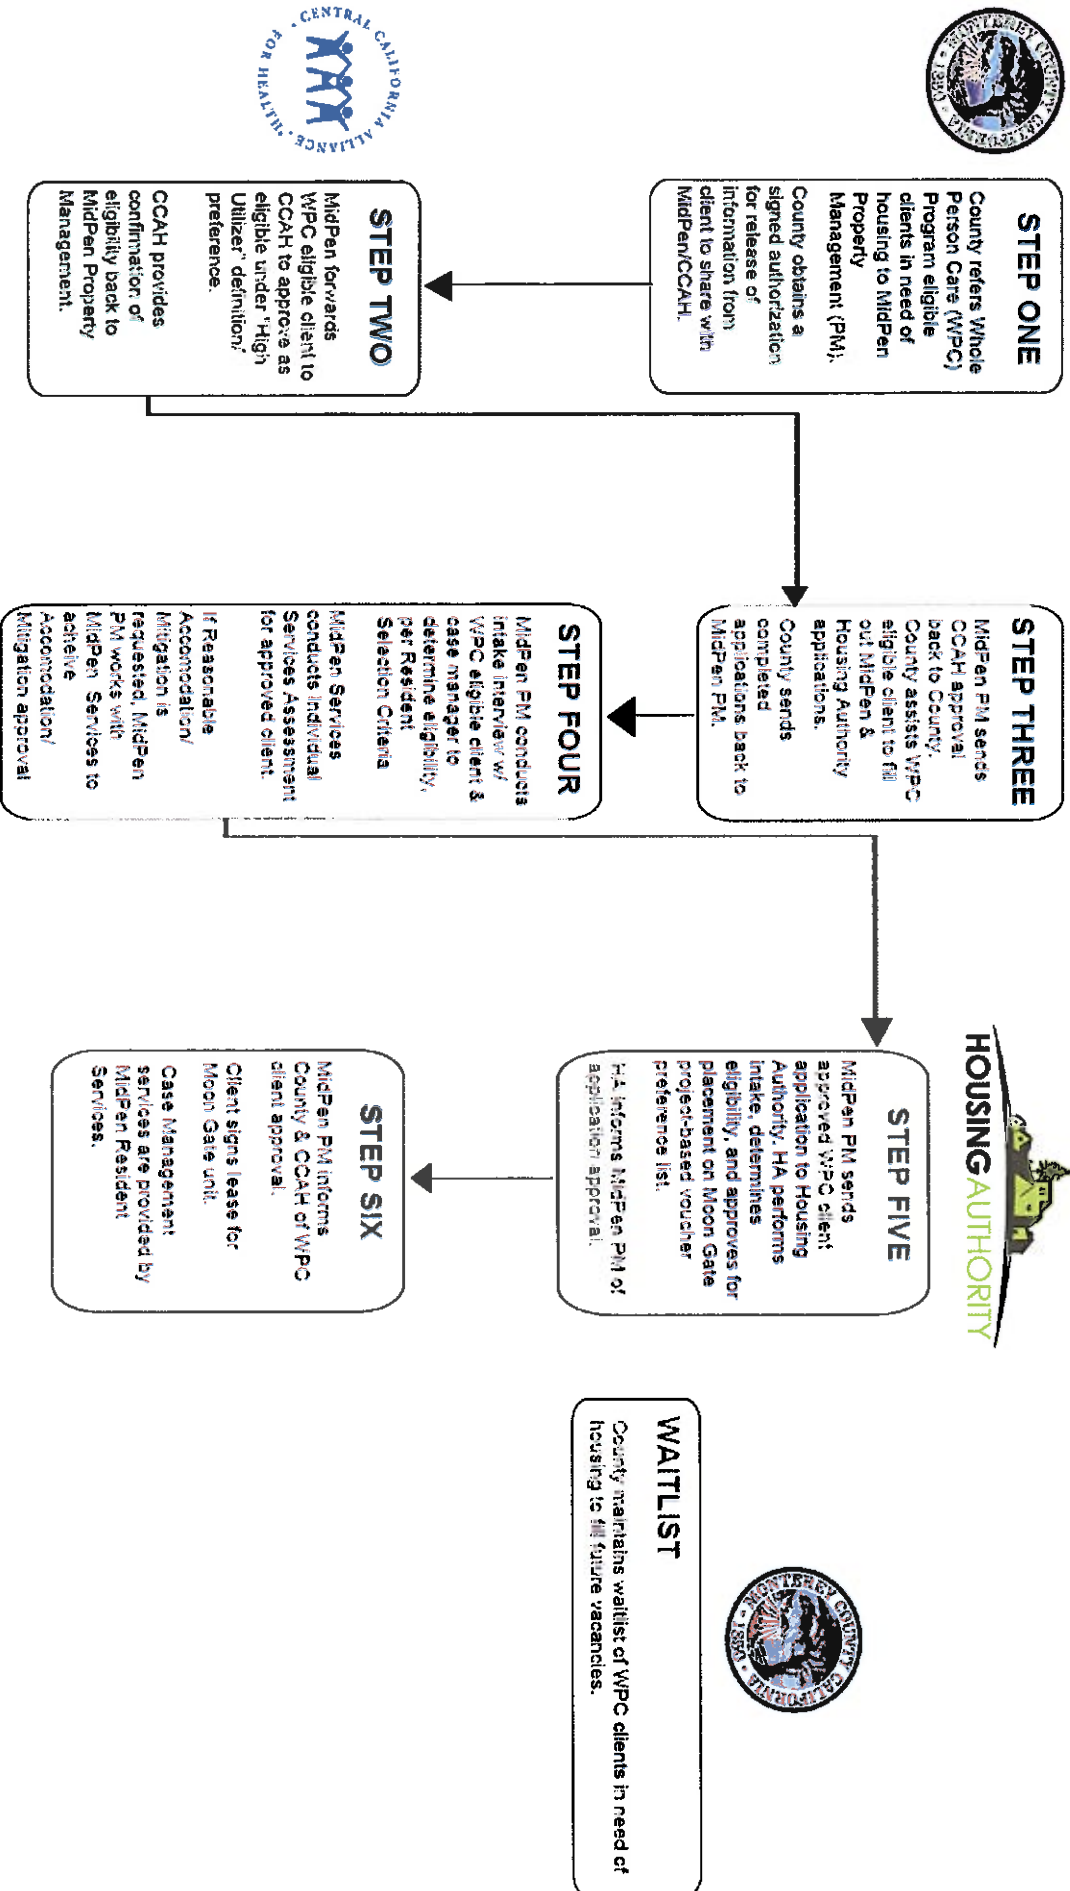 MONTEREY COUNTY CALIFORNIA
1850
STEP ONE
County refers Whole
Person Care (WPC)
Program eligible
clients in need of
housing to MidPen
Property
Management (PM).
County obtains a
signed authorization
for release of
information from
client to share with
MidPen/CCAH.
CENTRAL CALIFORNIA ALLIANCE
FOR HEALTH
STEP TWO
MidPen forwards
WPC eligible client to
CCAH to approve as
eligible under "High
Utilizer" definition/
preference.
CCAH provides
confirmation of
eligibility back to
MidPen Property
Management.
STEP THREE
MidPen PM sends
CCAH approval
back to County.
County assists WPC
eligible client to fill
out MidPen &
Housing Authority
applications.
County sends
completed
applications back to
MidPen PM.
STEP FOUR
MidPen PM conducts
intake interview w/
WPC eligible client &
case manager to
determine eligibility,
per Resident
Selection Criteria
MidPen Services
conducts Individual
Services Assessment
for approved client.
If Reasonable
Accomodation/
Mitigation is
requested, MidPen
PM works with
MidPen Services to
acheive
Accomodation/
Mitigation approval
HOUSING AUTHORITY
STEP FIVE
MidPen PM sends
approved WPC client
application to Housing
Authority. HA performs
intake, determines
eligibility, and approves for
placement on Moon Gate
project-based voucher
preference list.
HA informs MidPen PM of
application approval.
STEP SIX
MidPen PM informs
County & CCAH of WPC
client approval.
Client signs lease for
Moon Gate unit.
Case Management
services are provided by
MidPen Resident
Services.
MONTEREY COUNTY CALIFORNIA
1850
WAITLIST
County maintains waitlist of WPC clients in need of
housing to fill future vacancies.